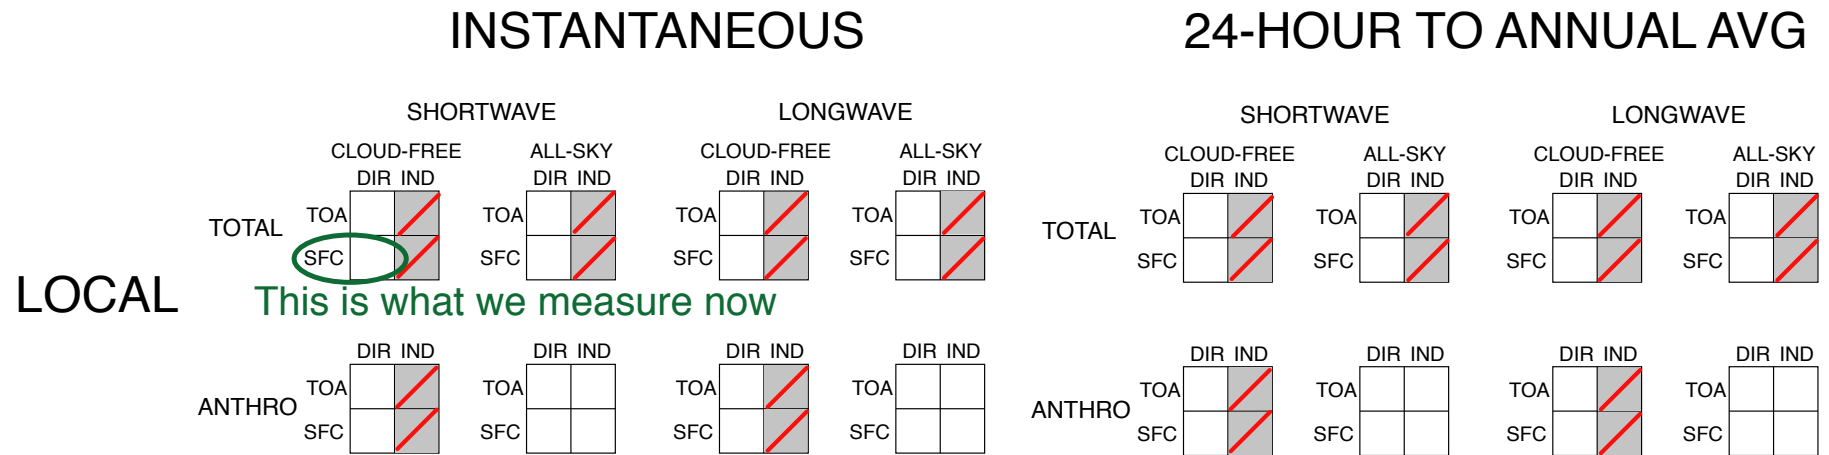 INSTANTANEOUS 24-HOUR TO ANNUAL AVG
SHORTWAVE LONGWAVE SHORTWAVE LONGWAVE
CLOUD-FREE ALL-SKY CLOUD-FREE ALL-SKY CLOUD-FREE ALL-SKY CLOUD-FREE ALL-SKY
DIR IND DIR IND DIR IND DIR IND DIR IND DIR IND DIR IND DIR IND
TOA TOA TOA TOA TOA TOA TOA TOA
TOTAL TOTAL
SFC SFC SFC SFC SFC SFC SFC SFC
LOCAL This is what we measure now
DIR IND DIR IND DIR IND DIR IND DIR IND DIR IND DIR IND DIR IND
TOA TOA TOA TOA TOA TOA TOA TOA
ANTHRO ANTHRO
SFC SFC SFC SFC SFC SFC SFC SFC